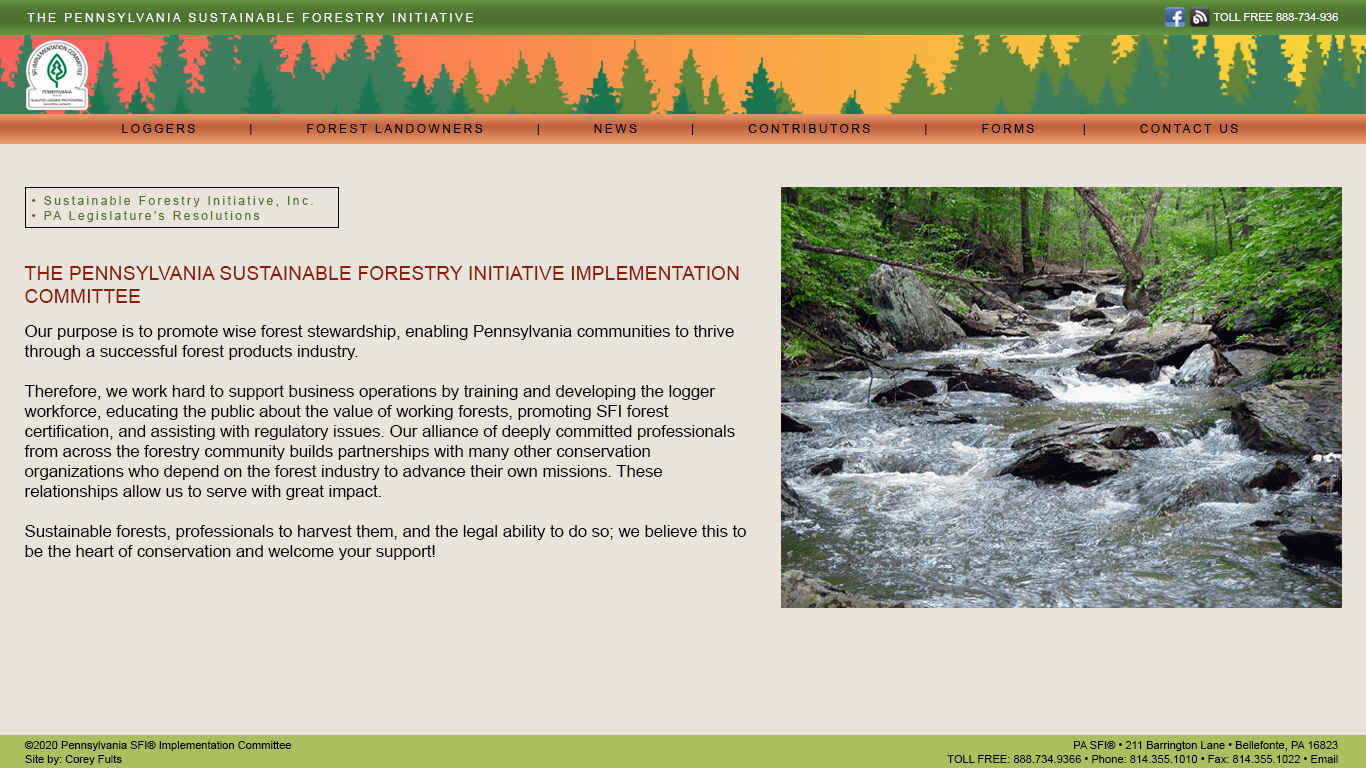 THE PENNSYLVANIA SUSTAINABLE FORESTRY INITIATIVE
TOLL FREE 888-734-936
SFI IMPLEMENTATION COMMITTEE
PENNSYLVANIA
QUALIFIED LOGGING PROFESSIONAL
LOGGERS | FOREST LANDOWNERS | NEWS | CONTRIBUTORS | FORMS | CONTACT US
• Sustainable Forestry Initiative, Inc.
• PA Legislature's Resolutions
THE PENNSYLVANIA SUSTAINABLE FORESTRY INITIATIVE IMPLEMENTATION
COMMITTEE
Our purpose is to promote wise forest stewardship, enabling Pennsylvania communities to thrive
through a successful forest products industry.
Therefore, we work hard to support business operations by training and developing the logger
workforce, educating the public about the value of working forests, promoting SFI forest
certification, and assisting with regulatory issues. Our alliance of deeply committed professionals
from across the forestry community builds partnerships with many other conservation
organizations who depend on the forest industry to advance their own missions. These
relationships allow us to serve with great impact.
Sustainable forests, professionals to harvest them, and the legal ability to do so; we believe this to
be the heart of conservation and welcome your support!
©2020 Pennsylvania SFI® Implementation Committee
Site by: Corey Fults
PA SFI® • 211 Barrington Lane • Bellefonte, PA 16823
TOLL FREE: 888.734.9366 • Phone: 814.355.1010 • Fax: 814.355.1022 • Email